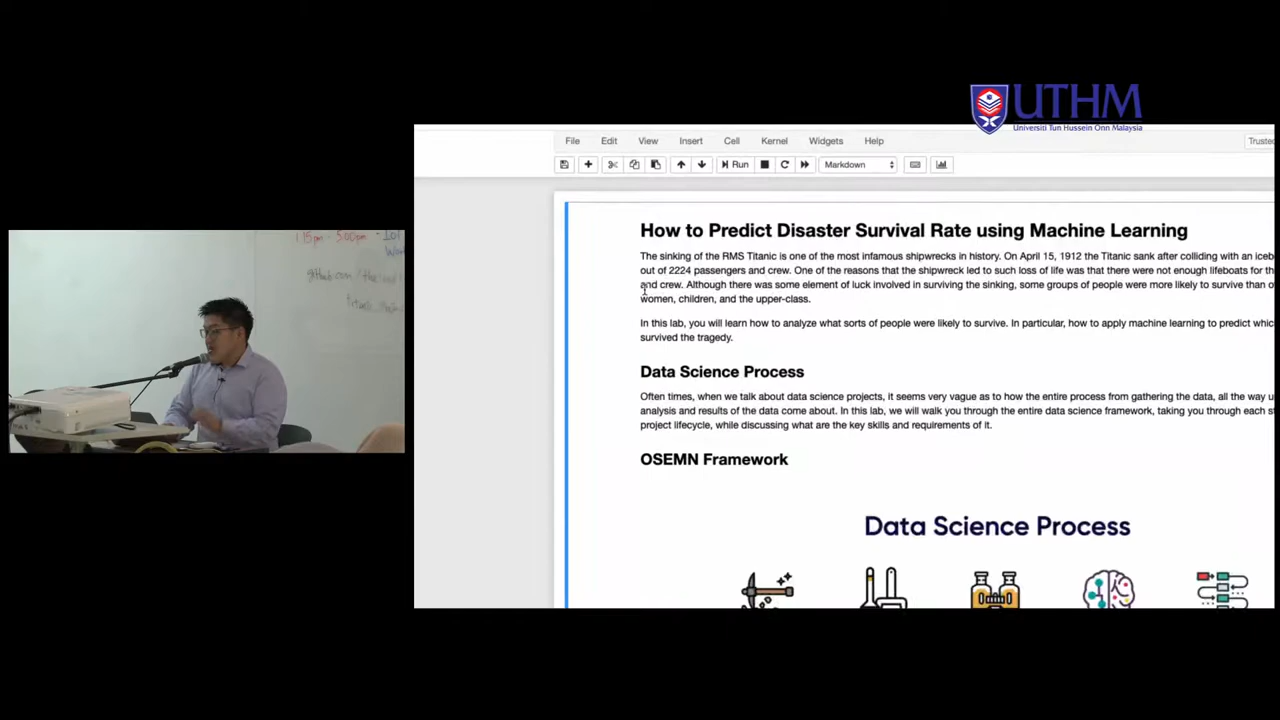 UTHM
Universiti Tun Hussein Onn Malaysia
File Edit View Insert Cell Kernel Widgets Help
Trusted
Run Markdown
How to Predict Disaster Survival Rate using Machine Learning
The sinking of the RMS Titanic is one of the most infamous shipwrecks in history. On April 15, 1912 the Titanic sank after colliding with an iceb
out of 2224 passengers and crew. One of the reasons that the shipwreck led to such loss of life was that there were not enough lifeboats for th
and crew. Although there was some element of luck involved in surviving the sinking, some groups of people were more likely to survive than o
women, children, and the upper-class.
In this lab, you will learn how to analyze what sorts of people were likely to survive. In particular, how to apply machine learning to predict whic
survived the tragedy.
Data Science Process
Often times, when we talk about data science projects, it seems very vague as to how the entire process from gathering the data, all the way u
analysis and results of the data come about. In this lab, we will walk you through the entire data science framework, taking you through each s
project lifecycle, while discussing what are the key skills and requirements of it.
OSEMN Framework
Data Science Process
1:15pm - 5:00pm - IOT
github.com/the